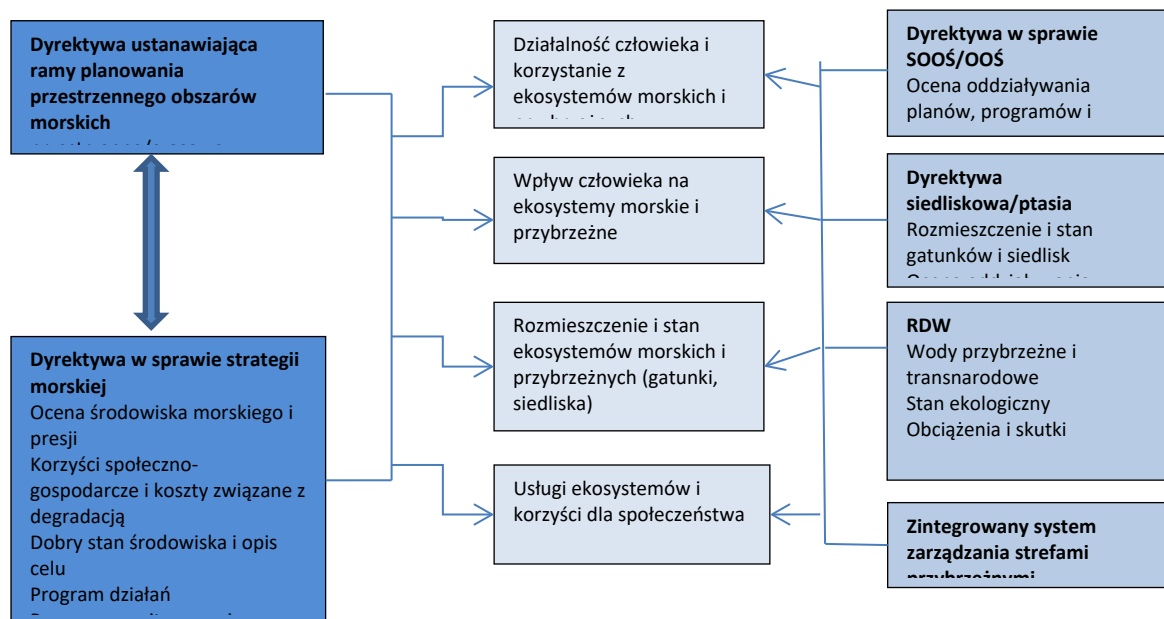 Dyrektywa ustanawiająca
ramy planowania
przestrzennego obszarów
morskich
Dyrektywa w sprawie strategii
morskiej
Ocena środowiska morskiego i
presji
Korzyści społeczno-
gospodarcze i koszty związane z
degradacją
Dobry stan środowiska i opis
celu
Program działań
Działalność człowieka i
korzystanie z
ekosystemów morskich i
Wpływ człowieka na
ekosystemy morskie i
przybrzeżne
Rozmieszczenie i stan
ekosystemów morskich i
przybrzeżnych (gatunki,
siedliska)
Usługi ekosystemów i
korzyści dla społeczeństwa
Dyrektywa w sprawie
SOOŚ/OOŚ
Ocena oddziaływania
planów, programów i
Dyrektywa
siedliskowa/ptasia
Rozmieszczenie i stan
gatunków i siedlisk
RDW
Wody przybrzeżne i
transnarodowe
Stan ekologiczny
Obciążenia i skutki
Zintegrowany system
zarządzania strefami
przybrzeżnymi